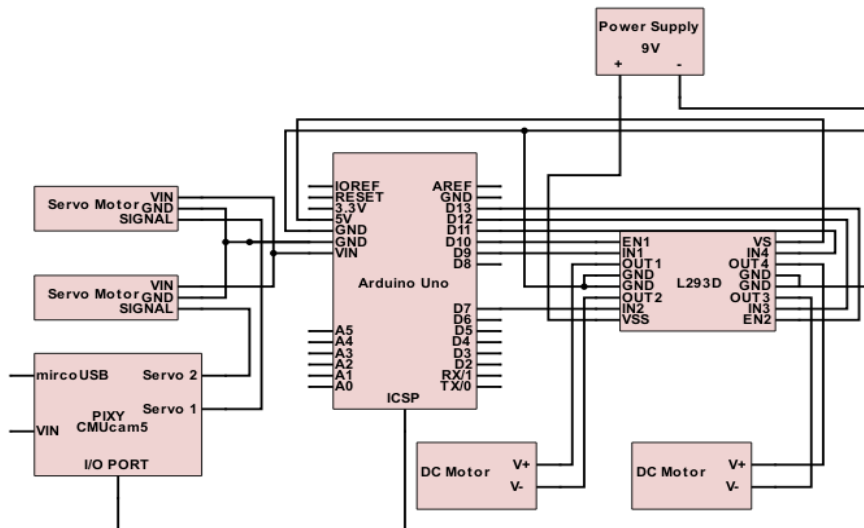 Power Supply
9V
+ -
Servo Motor
VIN
GND
SIGNAL
Servo Motor
VIN
GND
SIGNAL
mircoUSB
Servo 2
PIXY
CMUcam5
Servo 1
VIN
I/O PORT
IOREF
RESET
3.3V
5V
GND
GND
VIN
Arduino Uno
A5
A4
A3
A2
A1
A0
AREF
GND
D13
D12
D11
D10
D9
D8
D7
D6
D5
D4
D3
D2
RX/1
TX/0
ICSP
EN1
IN1
OUT1
GND
GND
OUT2
IN2
VSS
L293D
VS
IN4
OUT4
GND
GND
OUT3
IN3
EN2
DC Motor
V+
V-
DC Motor
V+
V-